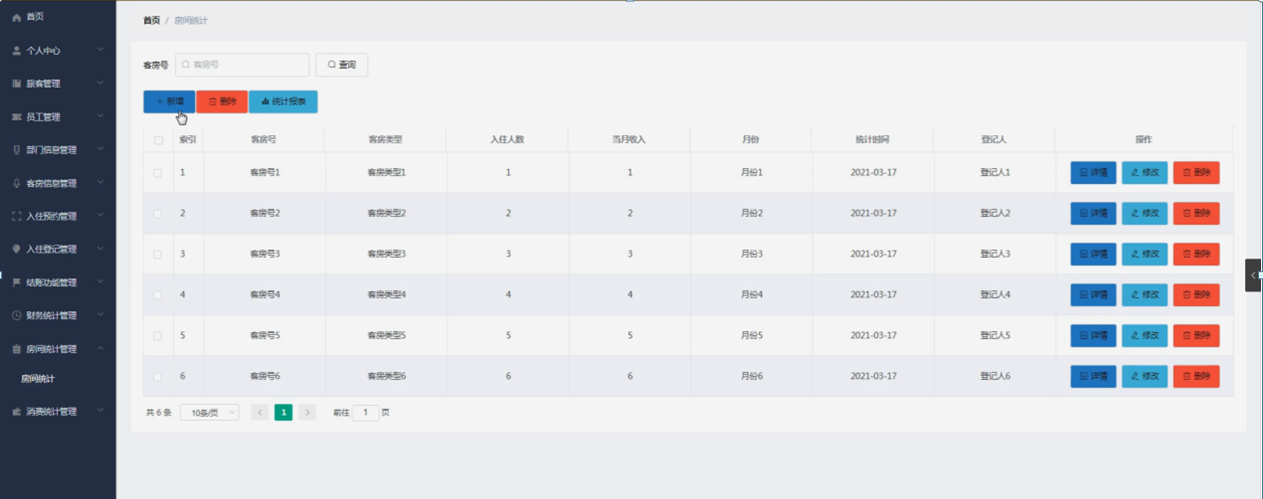 首页
个人中心
旅客管理
员工管理
部门信息管理
客房信息管理
入住预约管理
入住登记管理
结账功能管理
财务统计管理
房间统计管理
房间统计
消费统计管理
首页 / 房间统计
客房号 客房号 查询
+ 新增 删除 统计报表
索引 客房号 客房类型 入住人数 当月收入 月份 统计时间 登记人 操作
1 客房号1 客房类型1 1 1 月份1 2021-03-17 登记人1 详情 修改 删除
2 客房号2 客房类型2 2 2 月份2 2021-03-17 登记人2 详情 修改 删除
3 客房号3 客房类型3 3 3 月份3 2021-03-17 登记人3 详情 修改 删除
4 客房号4 客房类型4 4 4 月份4 2021-03-17 登记人4 详情 修改 删除
5 客房号5 客房类型5 5 5 月份5 2021-03-17 登记人5 详情 修改 删除
6 客房号6 客房类型6 6 6 月份6 2021-03-17 登记人6 详情 修改 删除
共 6 条 10条/页 1 前往 1 页